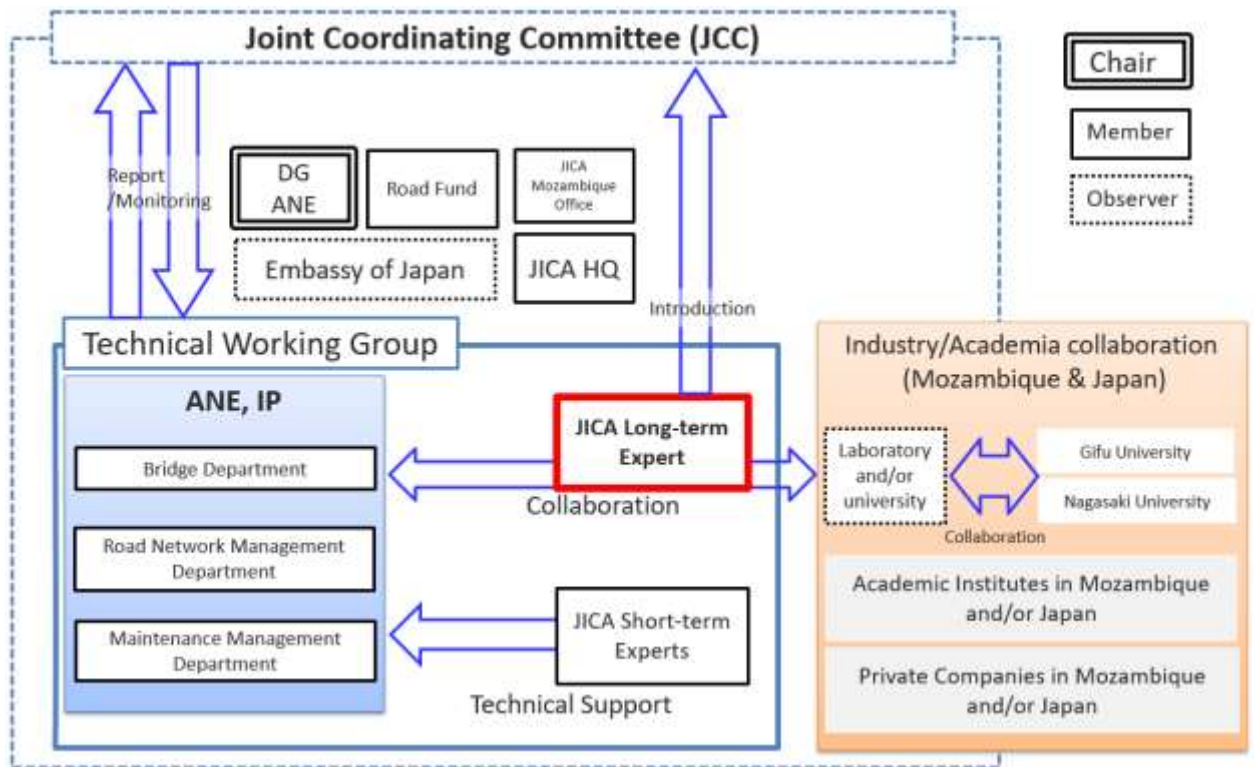 Joint Coordinating Committee (JCC)
Chair
Member
Observer
Report
/Monitoring
DG
ANE
Road Fund
JICA
Mozambique
Office
Embassy of Japan
JICA HQ
Introduction
Technical Working Group
ANE, IP
Bridge Department
Road Network Management
Department
Maintenance Management
Department
JICA Long-term
Expert
Collaboration
JICA Short-term
Experts
Technical Support
Industry/Academia collaboration
(Mozambique & Japan)
Laboratory
and/or
university
Gifu University
Nagasaki University
Collaboration
Academic Institutes in Mozambique
and/or Japan
Private Companies in Mozambique
and/or Japan